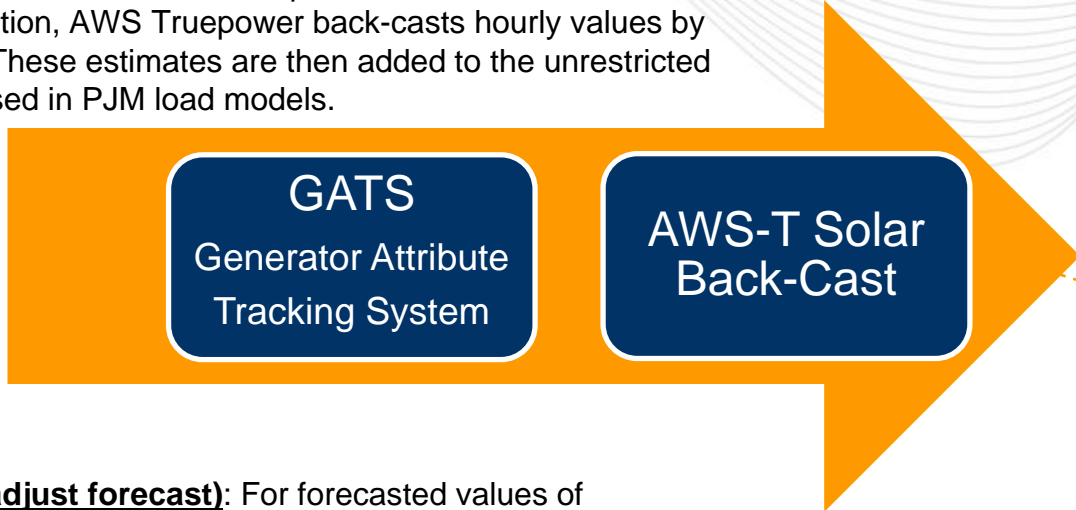 tion, AWS Truepower back-casts hourly values by
These estimates are then added to the unrestricted
sed in PJM load models.
GATS
Generator Attribute
Tracking System
AWS-T Solar
Back-Cast
adjust forecast): For forecasted values of